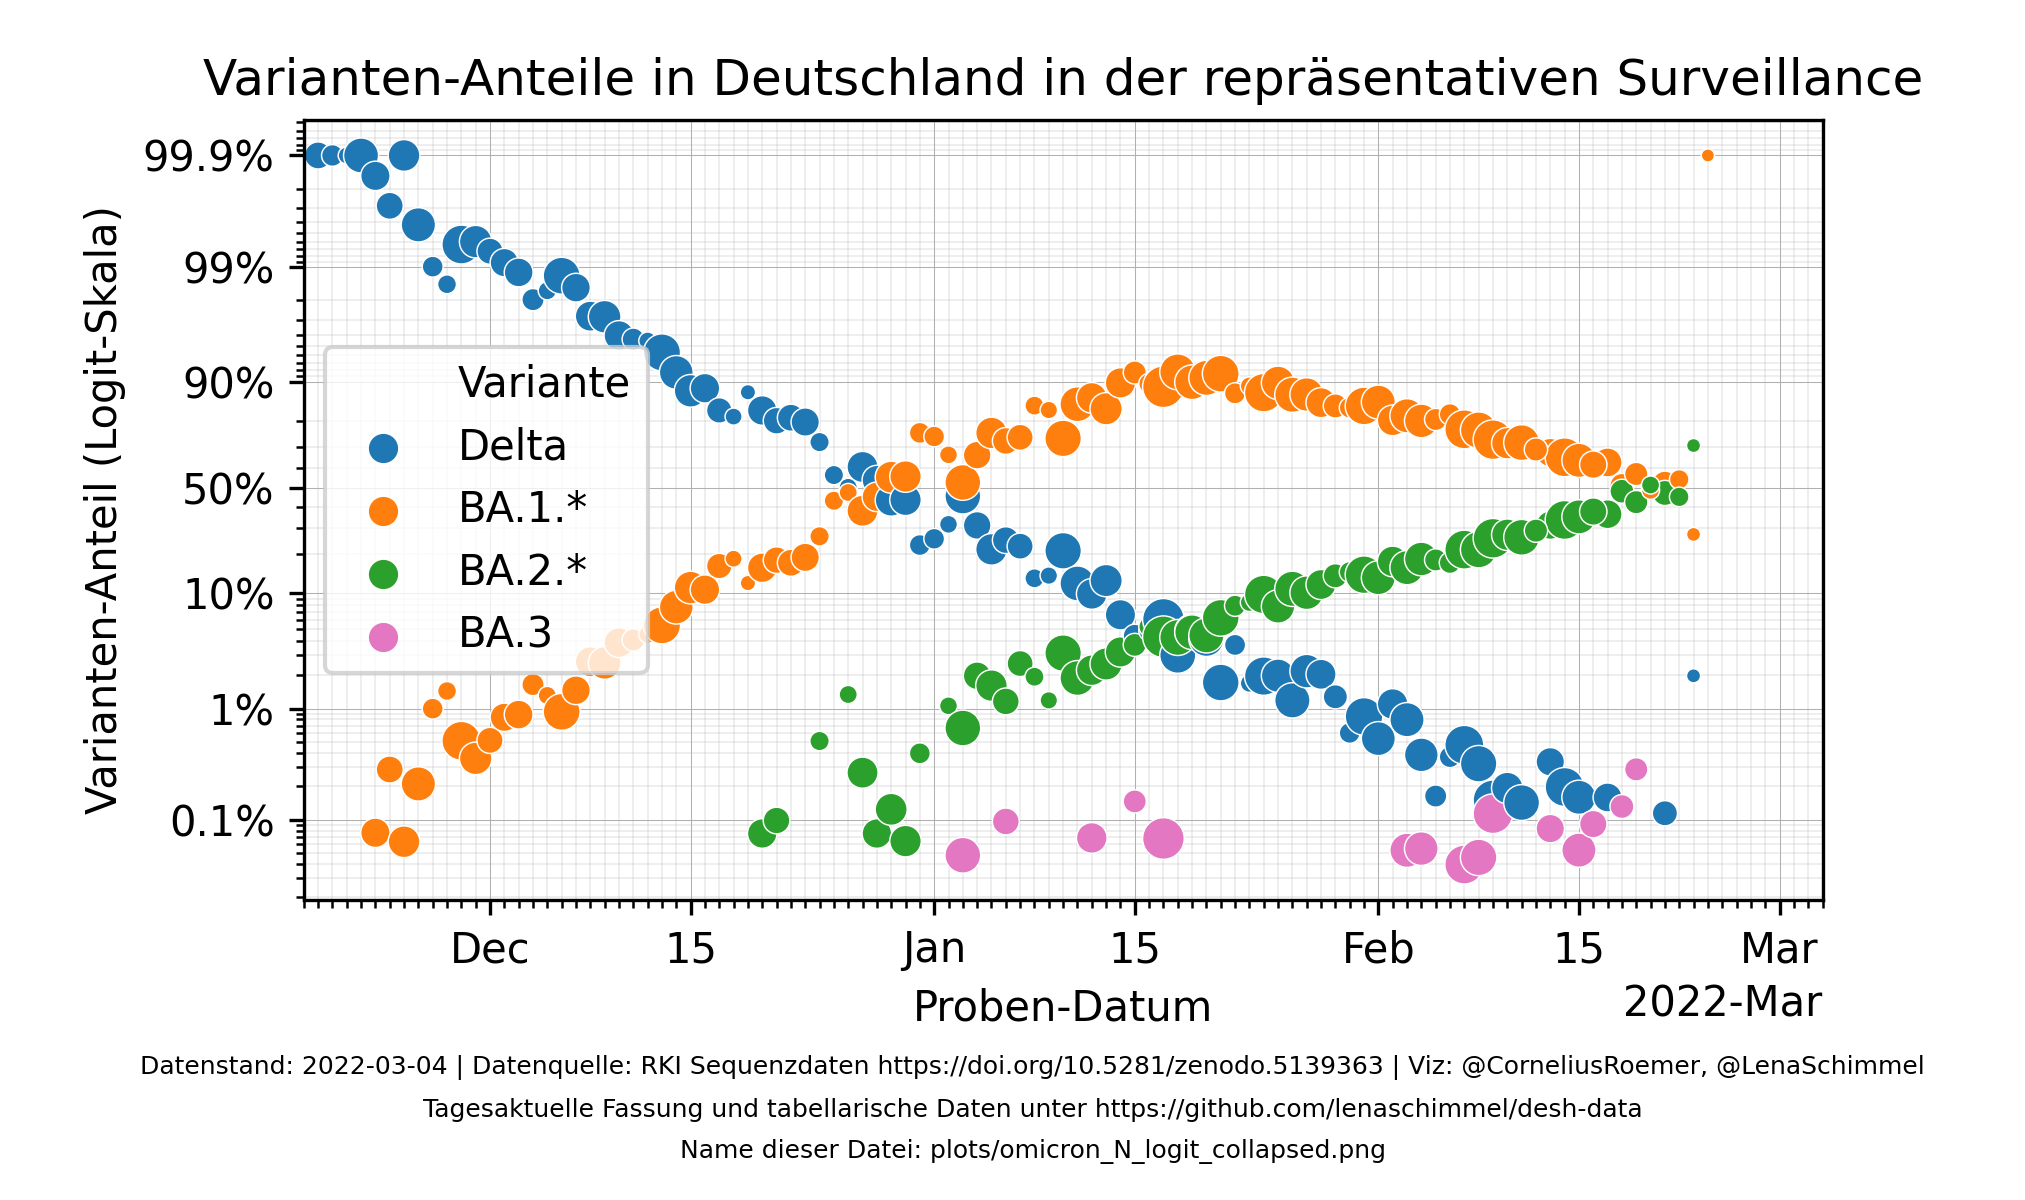 Varianten-Anteile in Deutschland in der repräsentativen Surveillance
Varianten-Anteil (Logit-Skala)
99.9%
99%
90%
50%
10%
1%
0.1%
Variante
Delta
BA.1.*
BA.2.*
BA.3
Dec 15 Jan 15 Feb 15 Mar
Proben-Datum
2022-Mar
Datenstand: 2022-03-04 | Datenquelle: RKI Sequenzdaten https://doi.org/10.5281/zenodo.5139363 | Viz: @CorneliusRoemer, @LenaSchimmel
Tagesaktuelle Fassung und tabellarische Daten unter https://github.com/lenaschimmel/desh-data
Name dieser Datei: plots/omicron_N_logit_collapsed.png